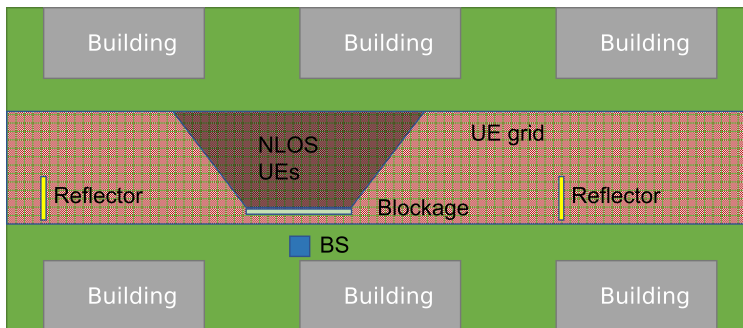 Building
Building
Building
NLOS
UEs
UE grid
Reflector
Reflector
Blockage
BS
Building
Building
Building